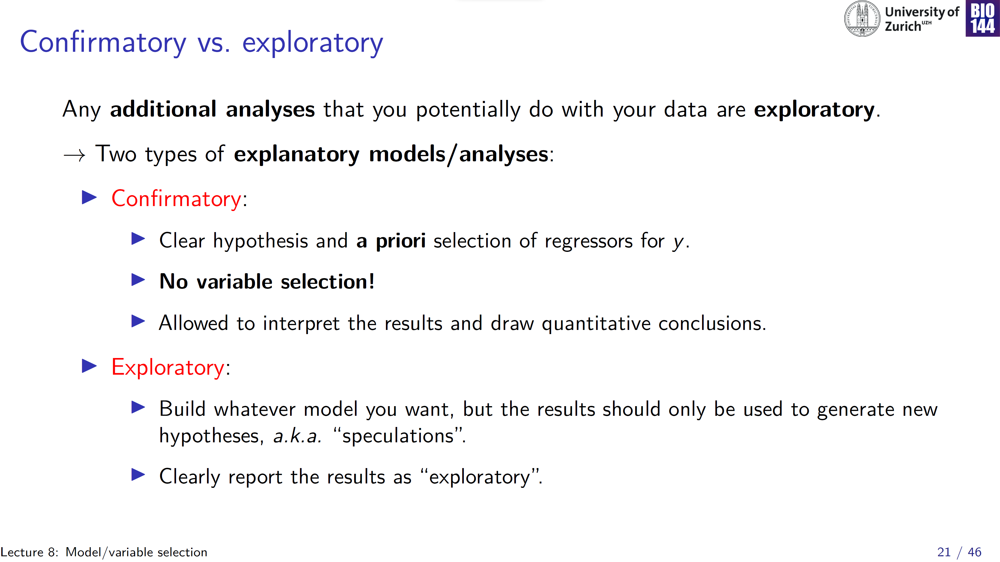 University of
Zurich UZH
BIO
144
Confirmatory vs. exploratory
Any additional analyses that you potentially do with your data are exploratory.
→ Two types of explanatory models/analyses:
▶ Confirmatory:
▶ Clear hypothesis and a priori selection of regressors for y.
▶ No variable selection!
▶ Allowed to interpret the results and draw quantitative conclusions.
▶ Exploratory:
▶ Build whatever model you want, but the results should only be used to generate new
hypotheses, a.k.a. “speculations”.
▶ Clearly report the results as “exploratory”.
Lecture 8: Model/variable selection
21 / 46